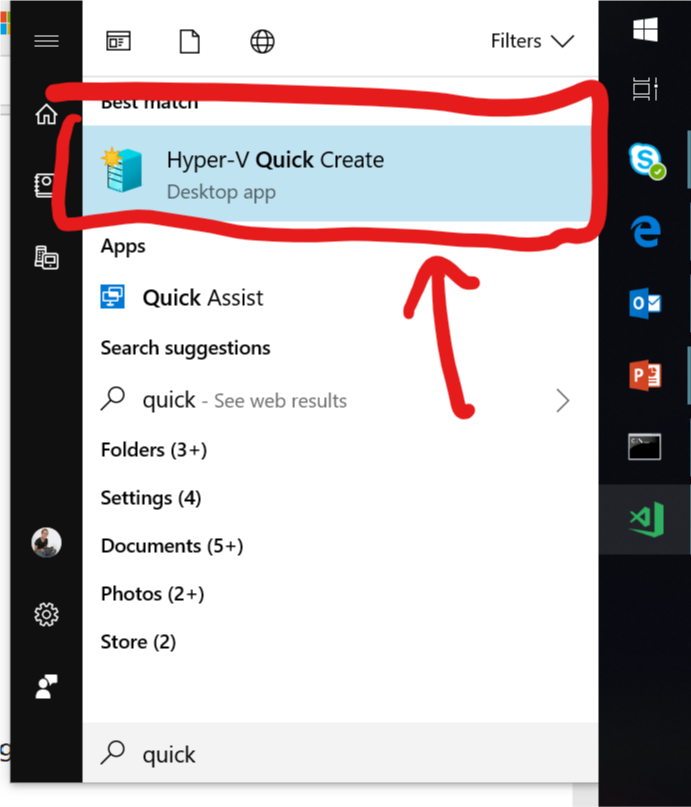 Filters
Best match
Hyper-V Quick Create
Desktop app
Apps
Quick Assist
Search suggestions
quick - See web results
Folders (3+)
Settings (4)
Documents (5+)
Photos (2+)
Store (2)
g
quick